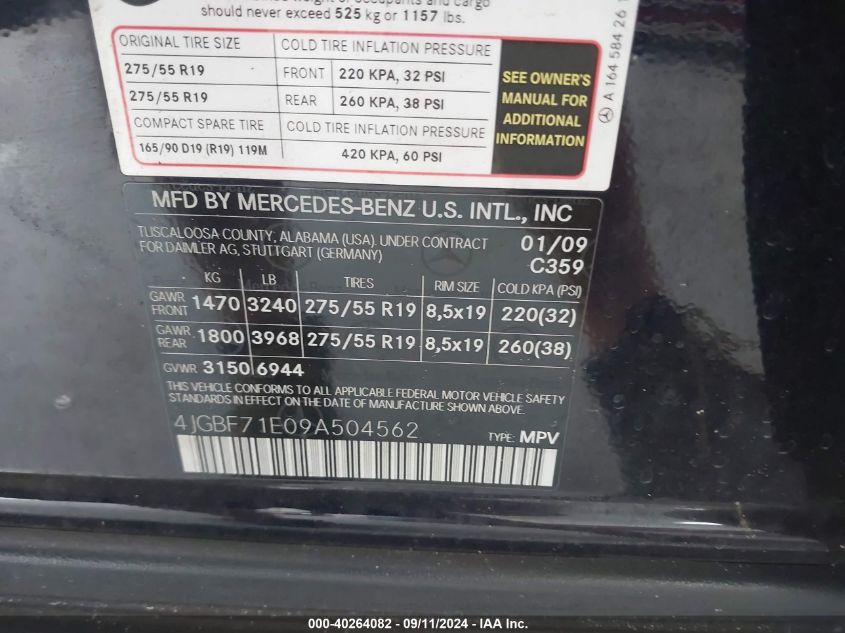 should never exceed 525 kg or 1157 lbs.
ORIGINAL TIRE SIZE COLD TIRE INFLATION PRESSURE
275/55 R19 FRONT 220 KPA, 32 PSI
275/55 R19 REAR 260 KPA, 38 PSI
COMPACT SPARE TIRE COLD TIRE INFLATION PRESSURE
165/90 D19 (R19) 119M 420 KPA, 60 PSI
SEE OWNER'S
MANUAL FOR
ADDITIONAL
INFORMATION
A 164 584 26 1
MFD BY MERCEDES-BENZ U.S. INTL., INC
TUSCALOOSA COUNTY, ALABAMA (USA). UNDER CONTRACT 01/09
FOR DAIMLER AG, STUTTGART (GERMANY) C359
KG LB TIRES RIM SIZE COLD KPA (PSI)
GAWR FRONT 1470 3240 275/55 R19 8,5x19 220(32)
GAWR REAR 1800 3968 275/55 R19 8,5x19 260(38)
GVWR 3150 6944
THIS VEHICLE CONFORMS TO ALL APPLICABLE FEDERAL MOTOR VEHICLE SAFETY
STANDARDS IN EFFECT ON THE DATE OF MANUFACTURE SHOWN ABOVE.
4JGBF71E09A504562 TYPE: MPV
000-40264082 - 09/11/2024 - IAAI.com